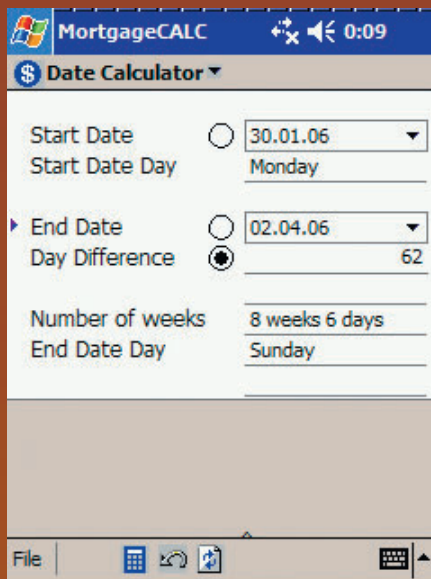 MortgageCALC 0:09
$ Date Calculator
Start Date 30.01.06
Start Date Day Monday
End Date 02.04.06
Day Difference 62
Number of weeks 8 weeks 6 days
End Date Day Sunday
File